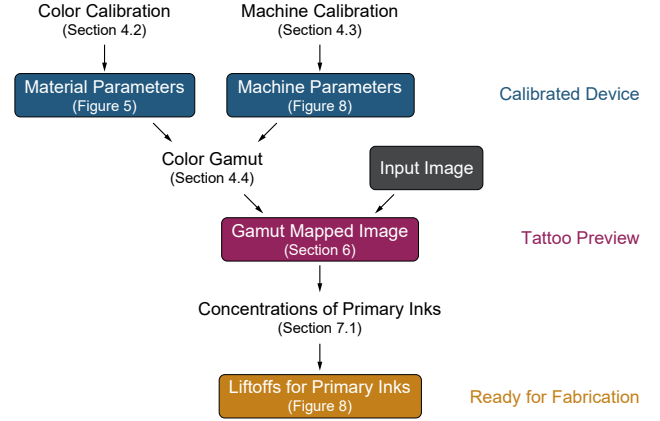 Color Calibration
(Section 4.2)
Machine Calibration
(Section 4.3)
Material Parameters
(Figure 5)
Machine Parameters
(Figure 8)
Calibrated Device
Color Gamut
(Section 4.4)
Input Image
Gamut Mapped Image
(Section 6)
Tattoo Preview
Concentrations of Primary Inks
(Section 7.1)
Liftoffs for Primary Inks
(Figure 8)
Ready for Fabrication